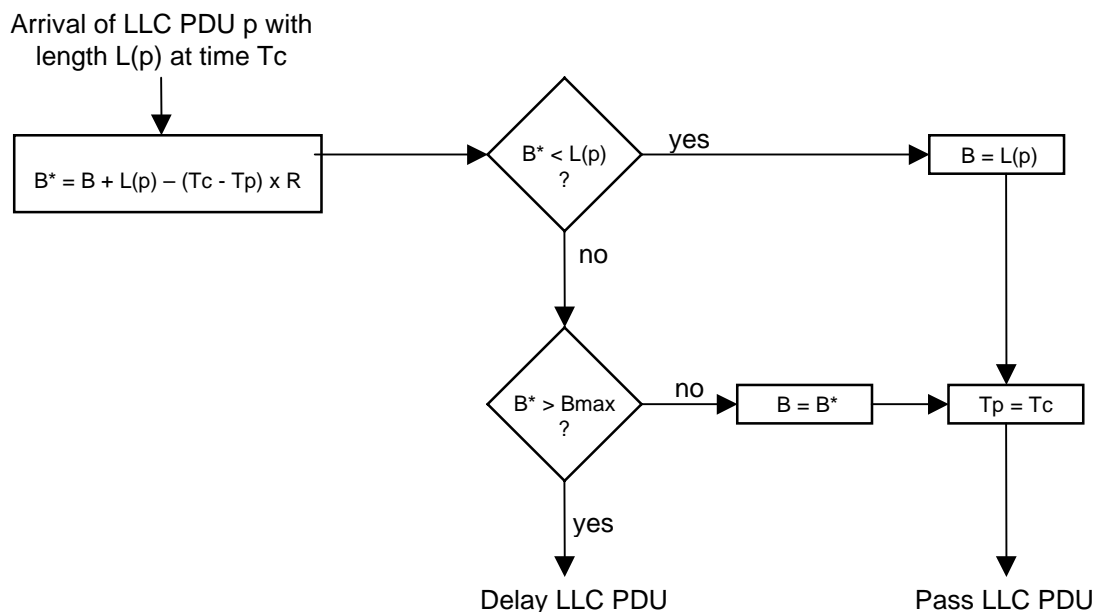 Arrival of LLC PDU p with
length L(p) at time Tc
B* = B + L(p) – (Tc - Tp) x R
B* < L(p)
?
yes
B = L(p)
no
B* > Bmax
?
no
B = B*
Tp = Tc
yes
Delay LLC PDU
Pass LLC PDU